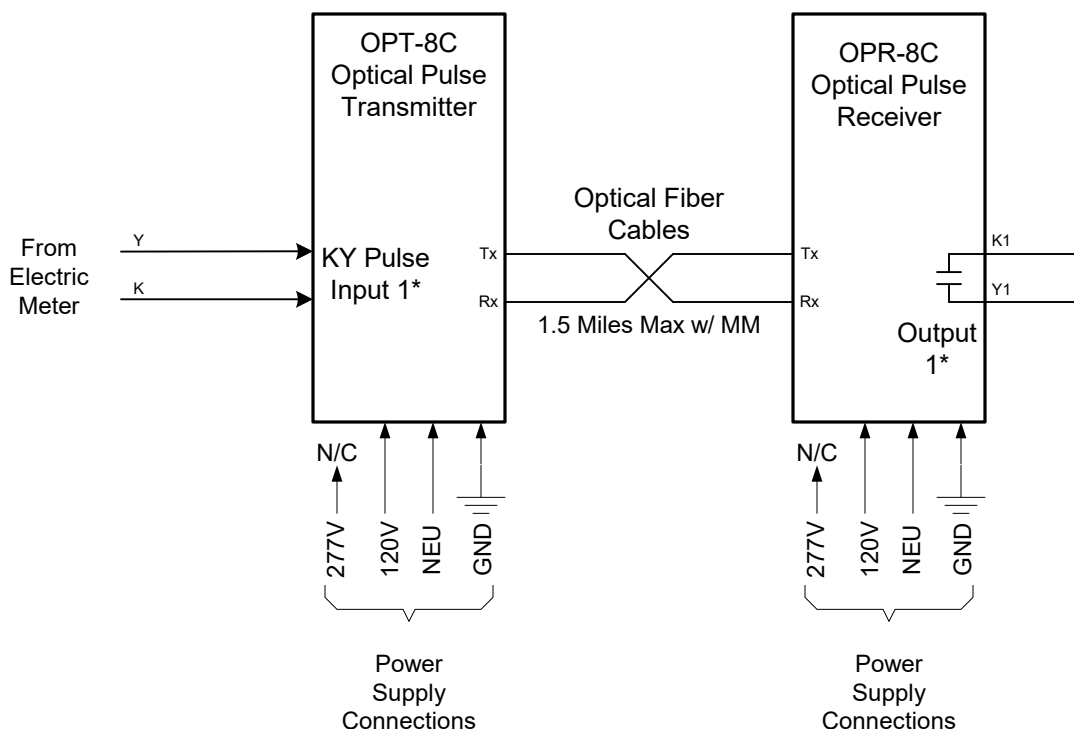 OPT-8C
Optical Pulse
Transmitter
OPR-8C
Optical Pulse
Receiver
From
Electric
Meter
Y
K
KY Pulse
Input 1*
Tx
Rx
Optical Fiber
Cables
1.5 Miles Max w/ MM
Tx
Rx
K1
Y1
Output
1*
N/C
277V
120V
NEU
GND
Power
Supply
Connections
N/C
277V
120V
NEU
GND
Power
Supply
Connections